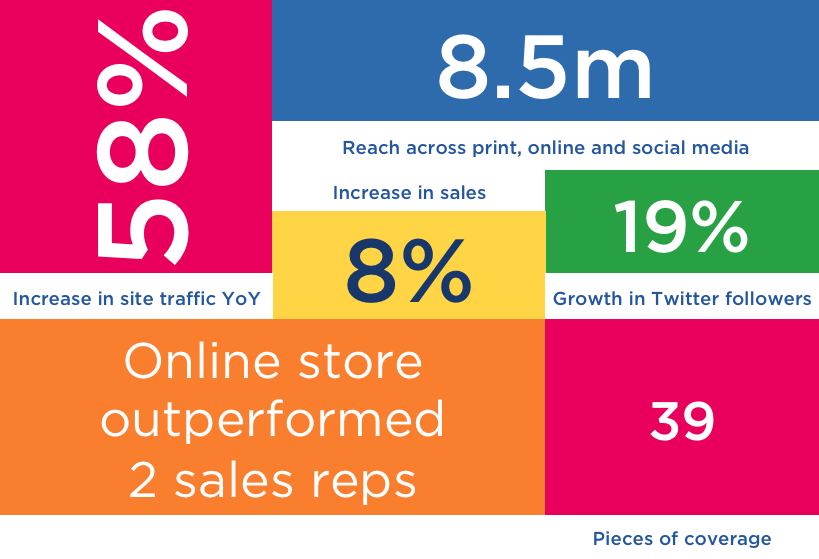 58%
Increase in site traffic YoY
8.5m
Reach across print, online and social media
Increase in sales
8%
19%
Growth in Twitter followers
Online store
outperformed
2 sales reps
39
Pieces of coverage